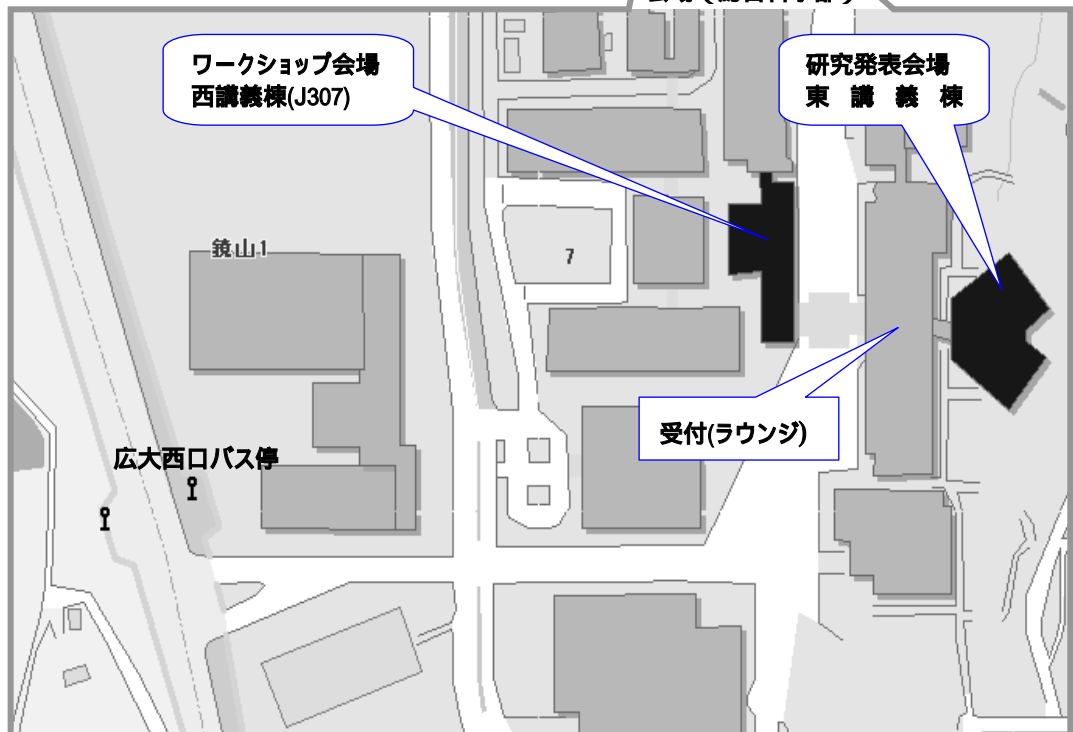 ワークショップ会場
西講義棟(J307)
研究発表会場
東 講 義 棟
鏡山1
7
受付(ラウンジ)
広大西口バス停